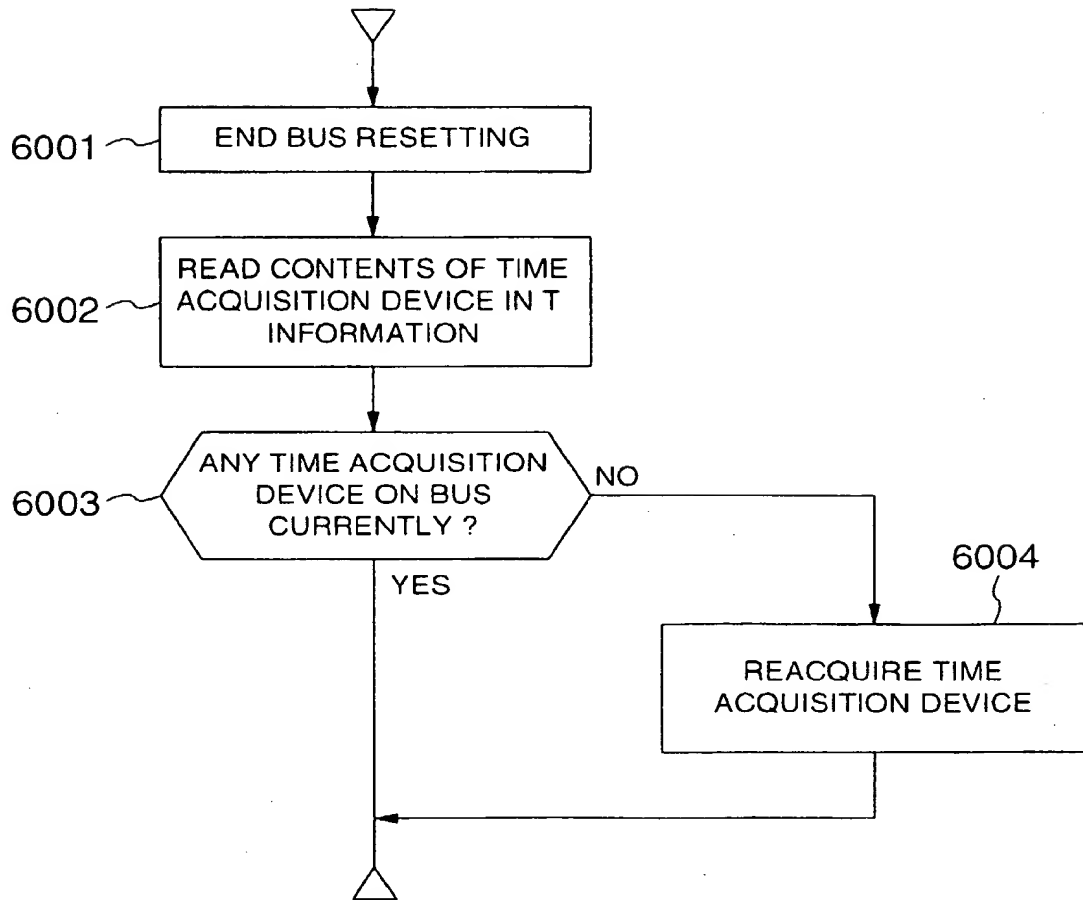 6001
END BUS RESETTING
6002
READ CONTENTS OF TIME
ACQUISITION DEVICE IN T
INFORMATION
6003
ANY TIME ACQUISITION
DEVICE ON BUS
CURRENTLY ?
NO
YES
6004
REACQUIRE TIME
ACQUISITION DEVICE